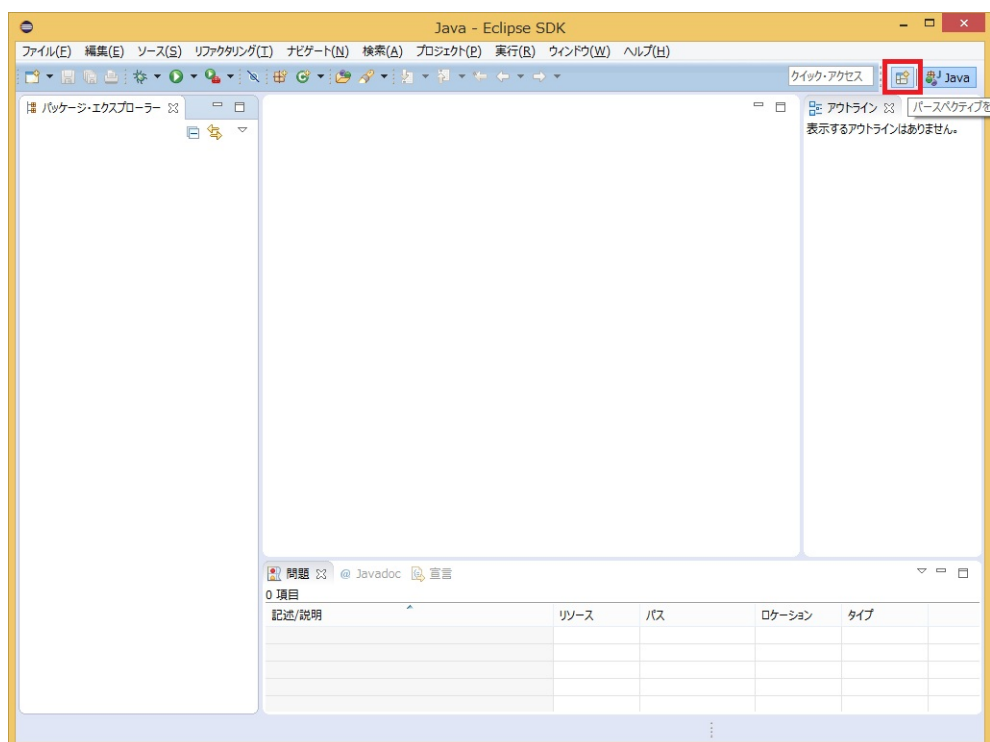 Java - Eclipse SDK
ファイル(F) 編集(E) ソース(S) リファクタリング(T) ナビゲート(N) 検索(A) プロジェクト(P) 実行(R) ウィンドウ(W) ヘルプ(H)
クイック・アクセス Java
パッケージ・エクスプローラー アウトライン パースペクティブを
表示するアウトラインはありません。
問題 @ Javadoc 宣言
0 項目
記述/説明 リソース パス ロケーション タイプ